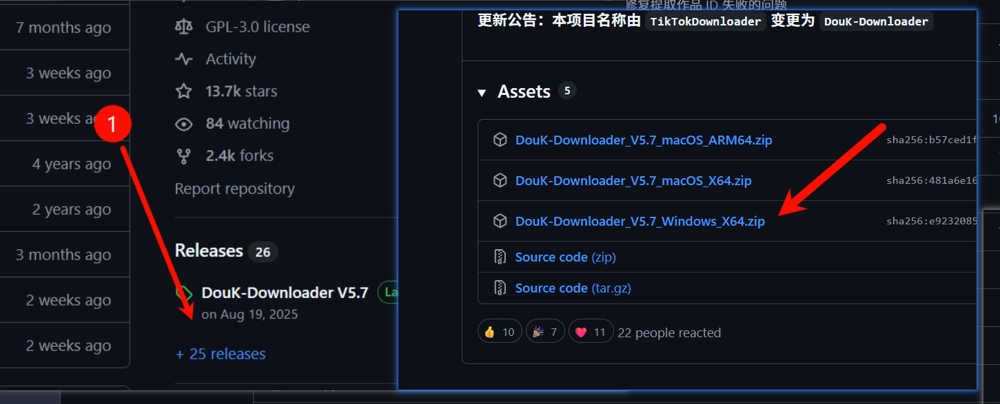 7 months ago
3 weeks ago
3 weeks a
4 years ago
2 years ago
3 months ago
2 weeks ago
2 weeks ago
1
GPL-3.0 license
Activity
13.7k stars
84 watching
2.4k forks
Report repository
Releases 26
DouK-Downloader V5.7 La
on Aug 19, 2025
+ 25 releases
修复提取作品 ID 失败的问题
更新公告：本项目名称由 TikTokDownloader 变更为 DouK-Downloader
Assets 5
DouK-Downloader_V5.7_macOS_ARM64.zip sha256:b57ced1f
DouK-Downloader_V5.7_macOS_X64.zip sha256:481a6e16
DouK-Downloader_V5.7_Windows_X64.zip sha256:e9232085
Source code (zip)
Source code (tar.gz)
👍 10 🎉 7 ❤️ 11 22 people reacted